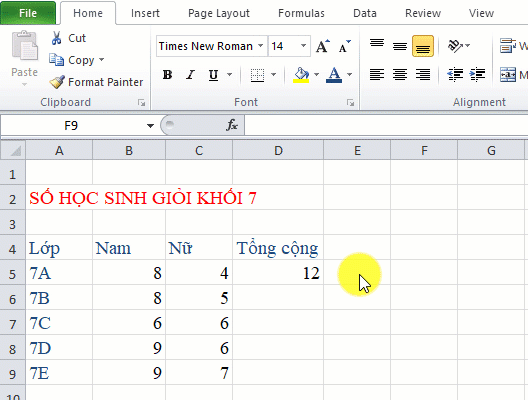 File Home Insert Page Layout Formulas Data Review View
Cut
Copy
Format Painter
Paste
Times New Roman 14 A A
B I U A
Clipboard Font Alignment
F9 fx
A B C D E F G
1
2 SỐ HỌC SINH GIỎI KHỐI 7
3
4 Lớp Nam Nữ Tổng cộng
5 7A 8 4 12
6 7B 8 5
7 7C 6 6
8 7D 9 6
9 7E 9 7
10